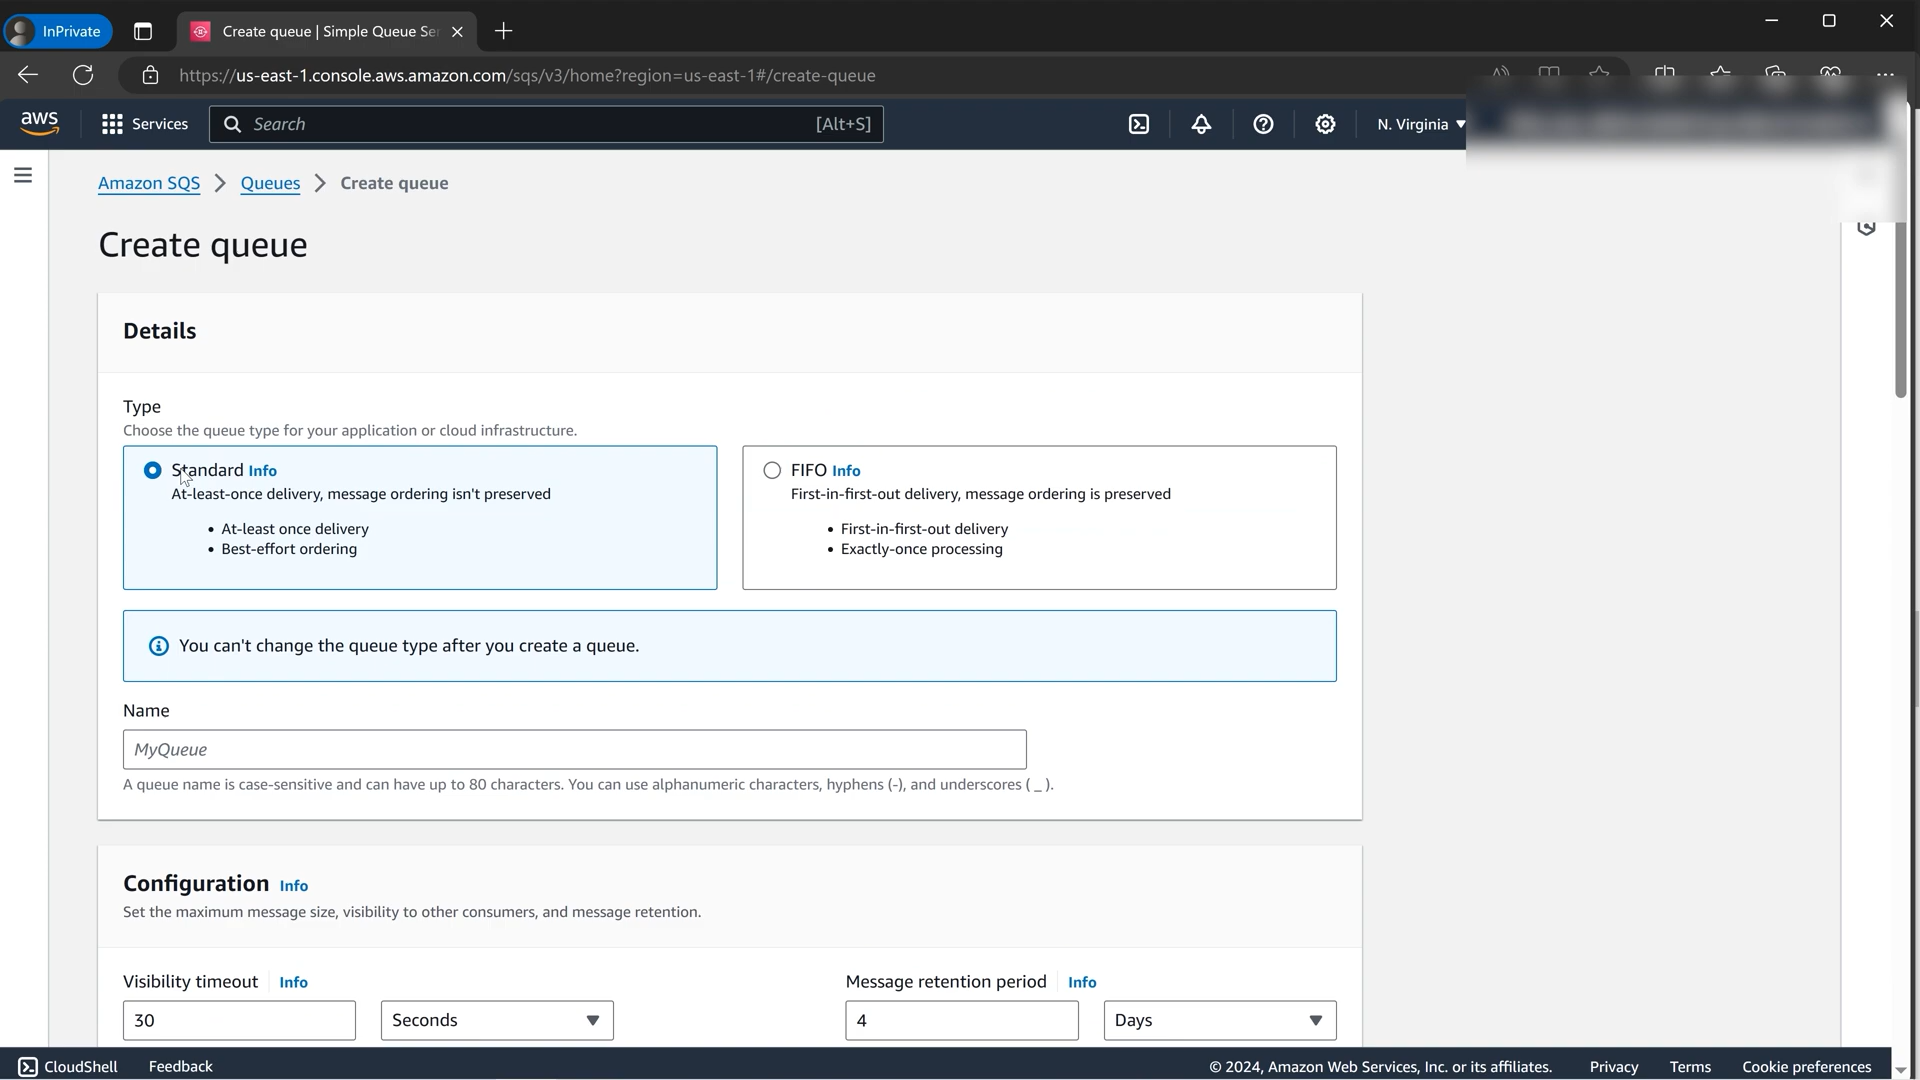 InPrivate
Create queue | Simple Queue Se
https://us-east-1.console.aws.amazon.com/sqs/v3/home?region=us-east-1#/create-queue
aws
Services
Search
[Alt+S]
N. Virginia
Amazon SQS > Queues > Create queue
Create queue
Details
Type
Choose the queue type for your application or cloud infrastructure.
Standard Info
At-least-once delivery, message ordering isn't preserved
• At-least once delivery
• Best-effort ordering
FIFO Info
First-in-first-out delivery, message ordering is preserved
• First-in-first-out delivery
• Exactly-once processing
You can't change the queue type after you create a queue.
Name
MyQueue
A queue name is case-sensitive and can have up to 80 characters. You can use alphanumeric characters, hyphens (-), and underscores ( _ ).
Configuration Info
Set the maximum message size, visibility to other consumers, and message retention.
Visibility timeout Info
30
Seconds
Message retention period Info
4
Days
CloudShell
Feedback
© 2024, Amazon Web Services, Inc. or its affiliates.
Privacy
Terms
Cookie preferences